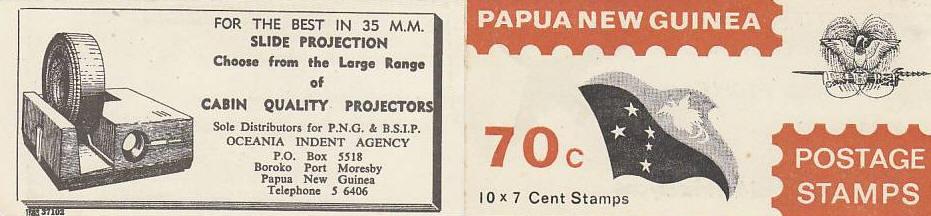 FOR THE BEST IN 35 M.M.
SLIDE PROJECTION
Choose from the Large Range
of
CABIN QUALITY PROJECTORS
Sole Distributors for P.N.G. & B.S.I.P.
OCEANIA INDENT AGENCY
P.O. Box 5518
Boroko Port Moresby
Papua New Guinea
Telephone 5 6406
37102
PAPUA NEW GUINEA
70c
10 x 7 Cent Stamps
POSTAGE
STAMPS